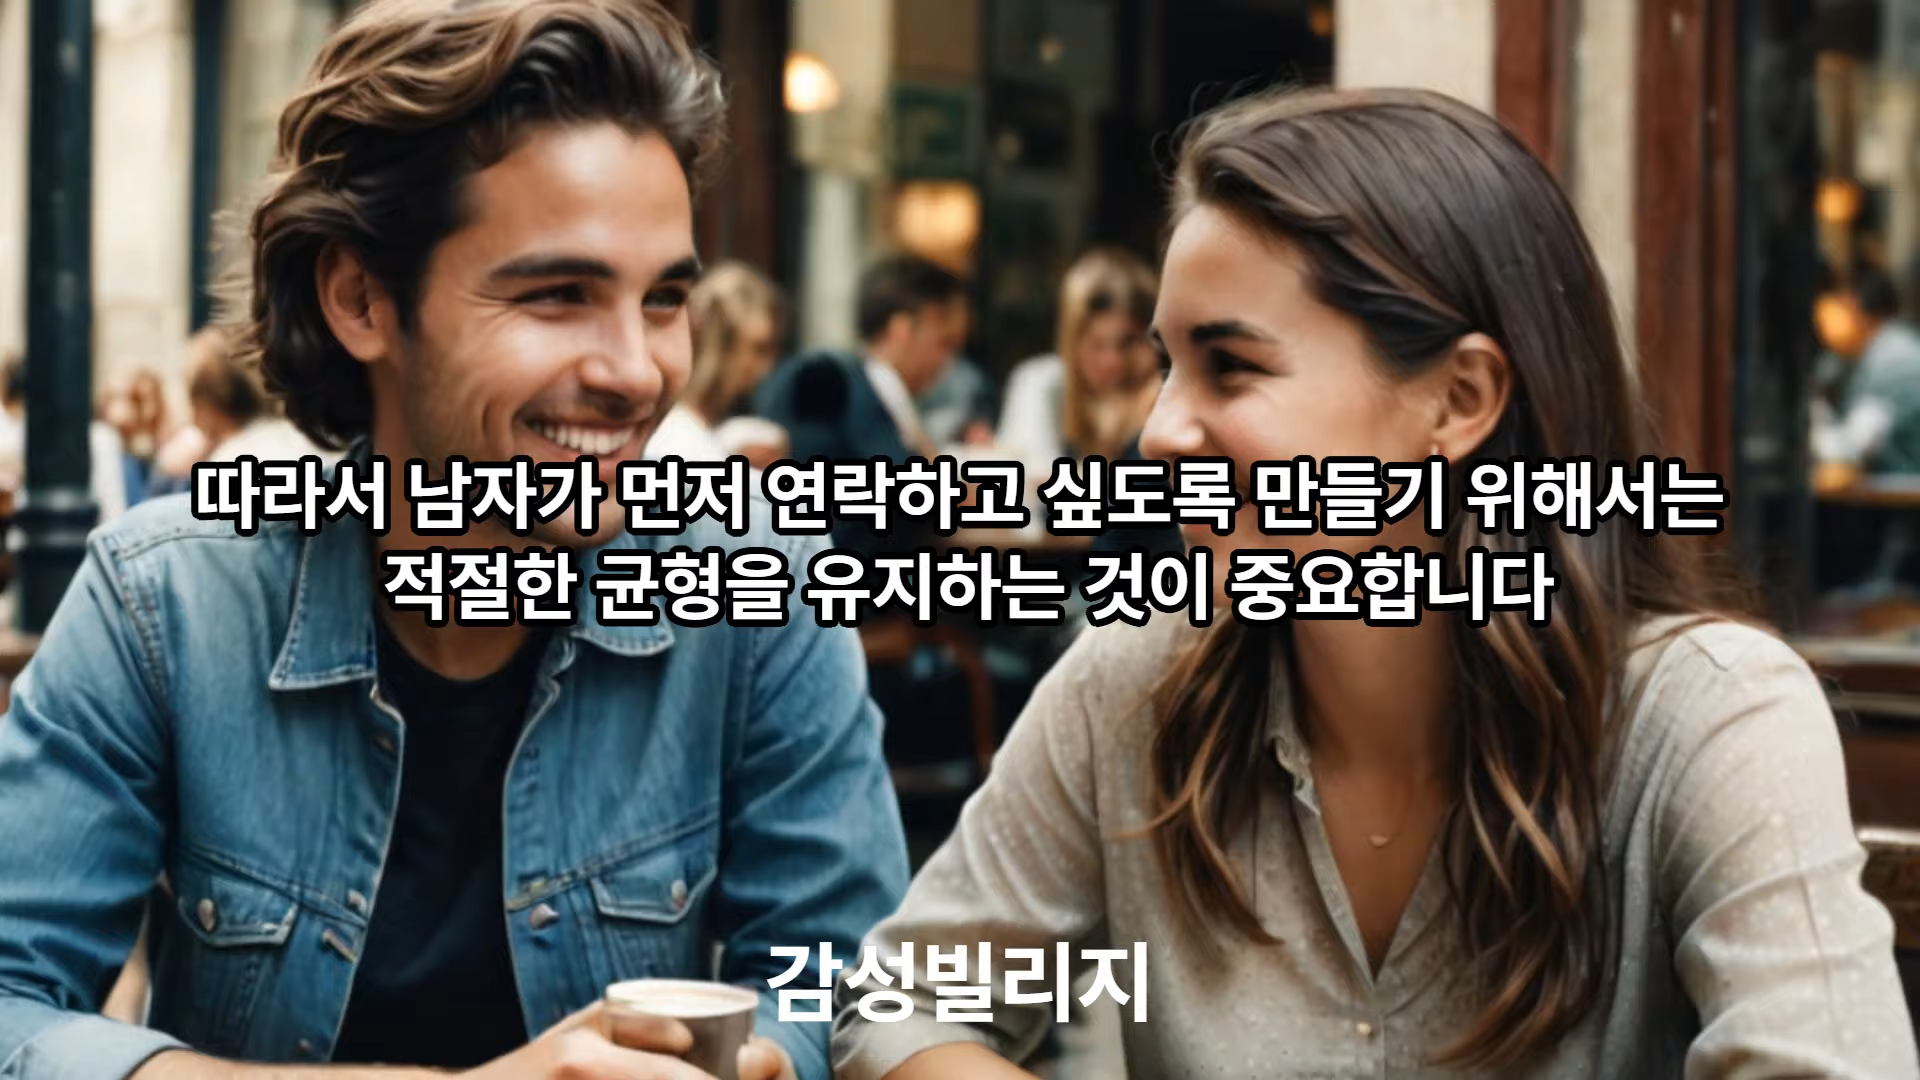 따라서 남자가 먼저 연락하고 싶도록 만들기 위해서는
적절한 균형을 유지하는 것이 중요합니다
감성빌리지